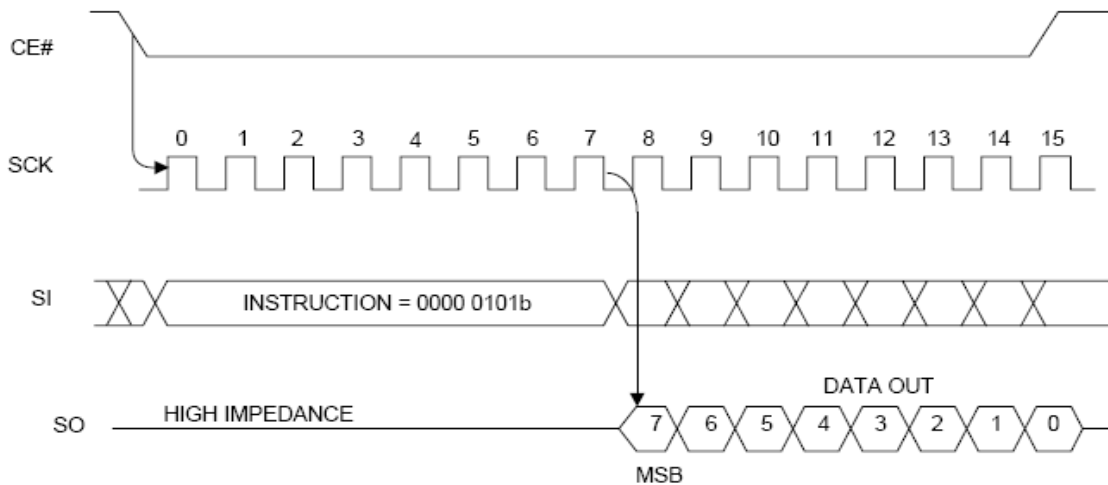 CE#
0 1 2 3 4 5 6 7 8 9 10 11 12 13 14 15
SCK
SI INSTRUCTION = 0000 0101b
DATA OUT
HIGH IMPEDANCE
SO 7 6 5 4 3 2 1 0
MSB